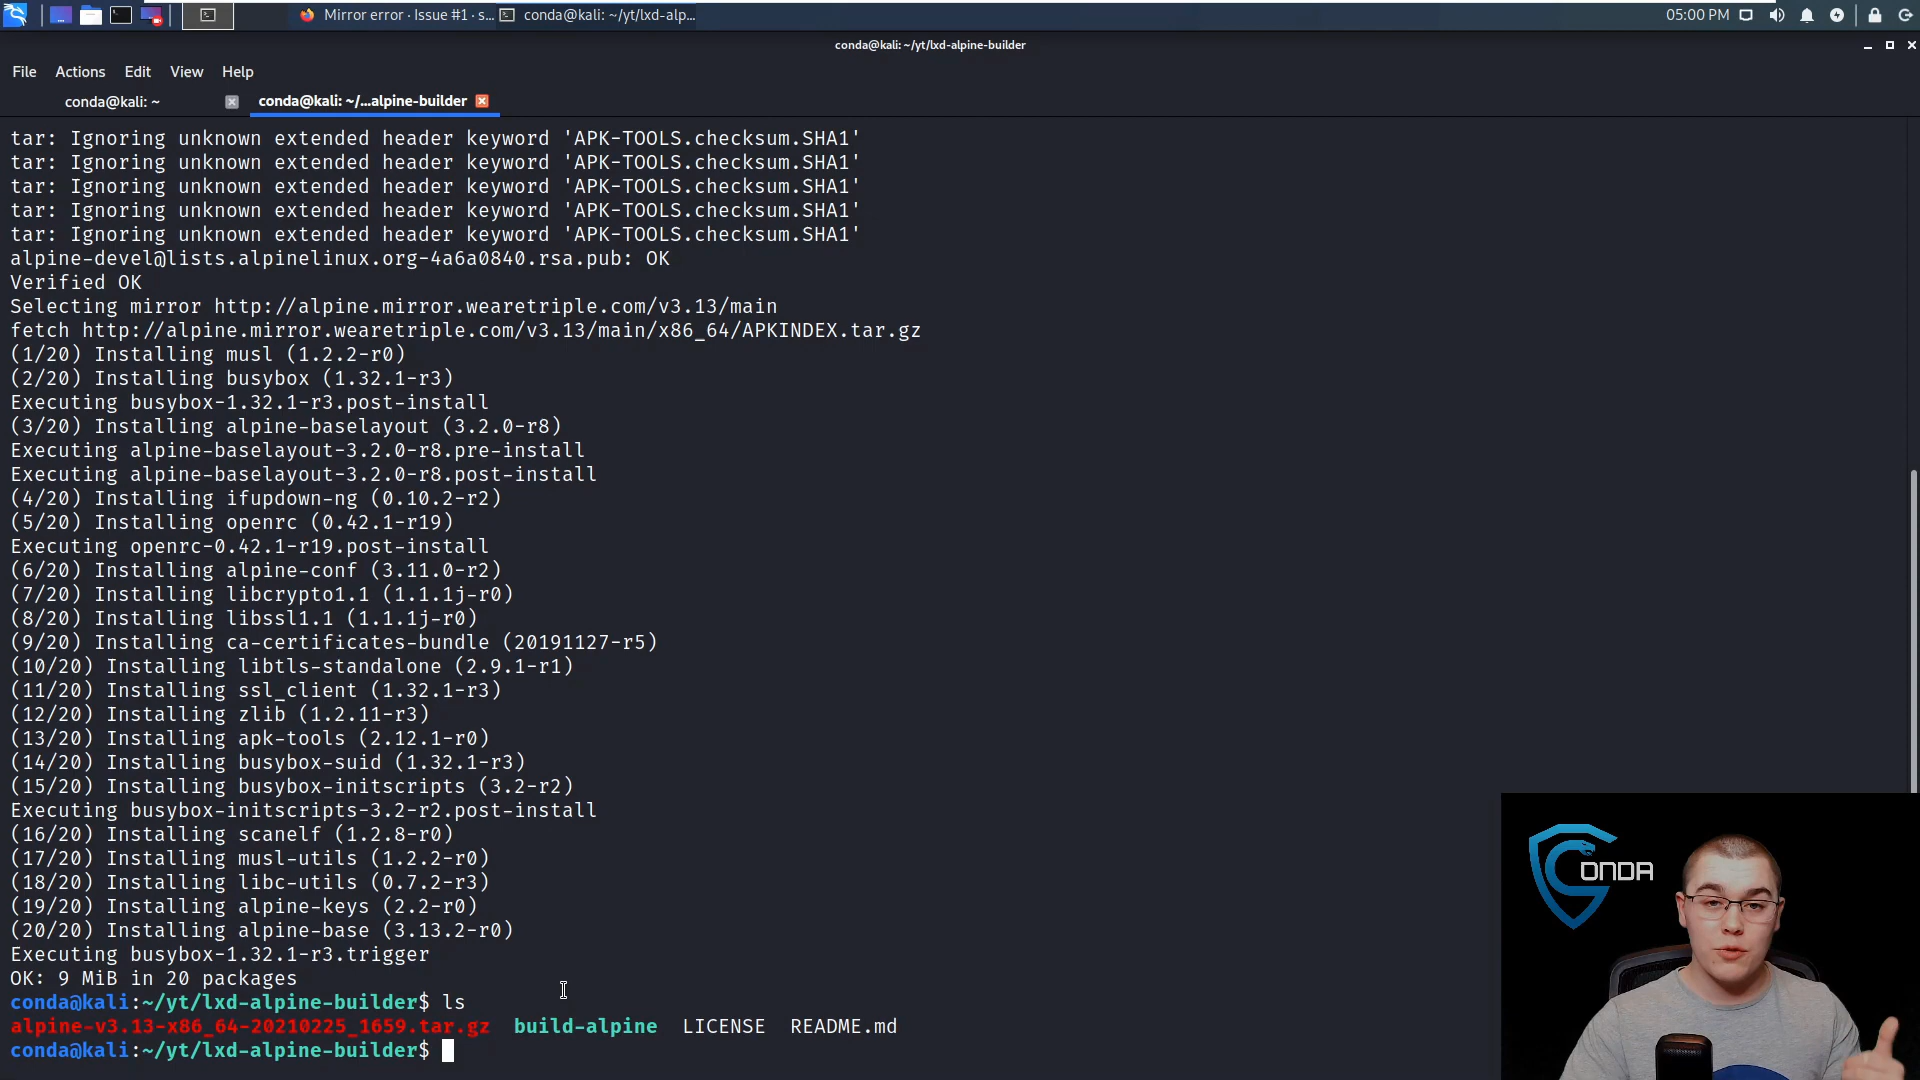 Mirror error · Issue #1 · s...
conda@kali: ~/yt/lxd-alp...
05:00 PM
conda@kali: ~/yt/lxd-alpine-builder
File Actions Edit View Help
conda@kali: ~
conda@kali: ~/...alpine-builder
tar: Ignoring unknown extended header keyword 'APK-TOOLS.checksum.SHA1'
tar: Ignoring unknown extended header keyword 'APK-TOOLS.checksum.SHA1'
tar: Ignoring unknown extended header keyword 'APK-TOOLS.checksum.SHA1'
tar: Ignoring unknown extended header keyword 'APK-TOOLS.checksum.SHA1'
tar: Ignoring unknown extended header keyword 'APK-TOOLS.checksum.SHA1'
alpine-devel@lists.alpinelinux.org-4a6a0840.rsa.pub: OK
Verified OK
Selecting mirror http://alpine.mirror.wearetriple.com/v3.13/main
fetch http://alpine.mirror.wearetriple.com/v3.13/main/x86_64/APKINDEX.tar.gz
(1/20) Installing musl (1.2.2-r0)
(2/20) Installing busybox (1.32.1-r3)
Executing busybox-1.32.1-r3.post-install
(3/20) Installing alpine-baselayout (3.2.0-r8)
Executing alpine-baselayout-3.2.0-r8.pre-install
Executing alpine-baselayout-3.2.0-r8.post-install
(4/20) Installing ifupdown-ng (0.10.2-r2)
(5/20) Installing openrc (0.42.1-r19)
Executing openrc-0.42.1-r19.post-install
(6/20) Installing alpine-conf (3.11.0-r2)
(7/20) Installing libcrypto1.1 (1.1.1j-r0)
(8/20) Installing libssl1.1 (1.1.1j-r0)
(9/20) Installing ca-certificates-bundle (20191127-r5)
(10/20) Installing libtls-standalone (2.9.1-r1)
(11/20) Installing ssl_client (1.32.1-r3)
(12/20) Installing zlib (1.2.11-r3)
(13/20) Installing apk-tools (2.12.1-r0)
(14/20) Installing busybox-suid (1.32.1-r3)
(15/20) Installing busybox-initscripts (3.2-r2)
Executing busybox-initscripts-3.2-r2.post-install
(16/20) Installing scanelf (1.2.8-r0)
(17/20) Installing musl-utils (1.2.2-r0)
(18/20) Installing libc-utils (0.7.2-r3)
(19/20) Installing alpine-keys (2.2-r0)
(20/20) Installing alpine-base (3.13.2-r0)
Executing busybox-1.32.1-r3.trigger
OK: 9 MiB in 20 packages
conda@kali:~/yt/lxd-alpine-builder$ ls
alpine-v3.13-x86_64-20210225_1659.tar.gz build-alpine LICENSE README.md
conda@kali:~/yt/lxd-alpine-builder$
CONDA